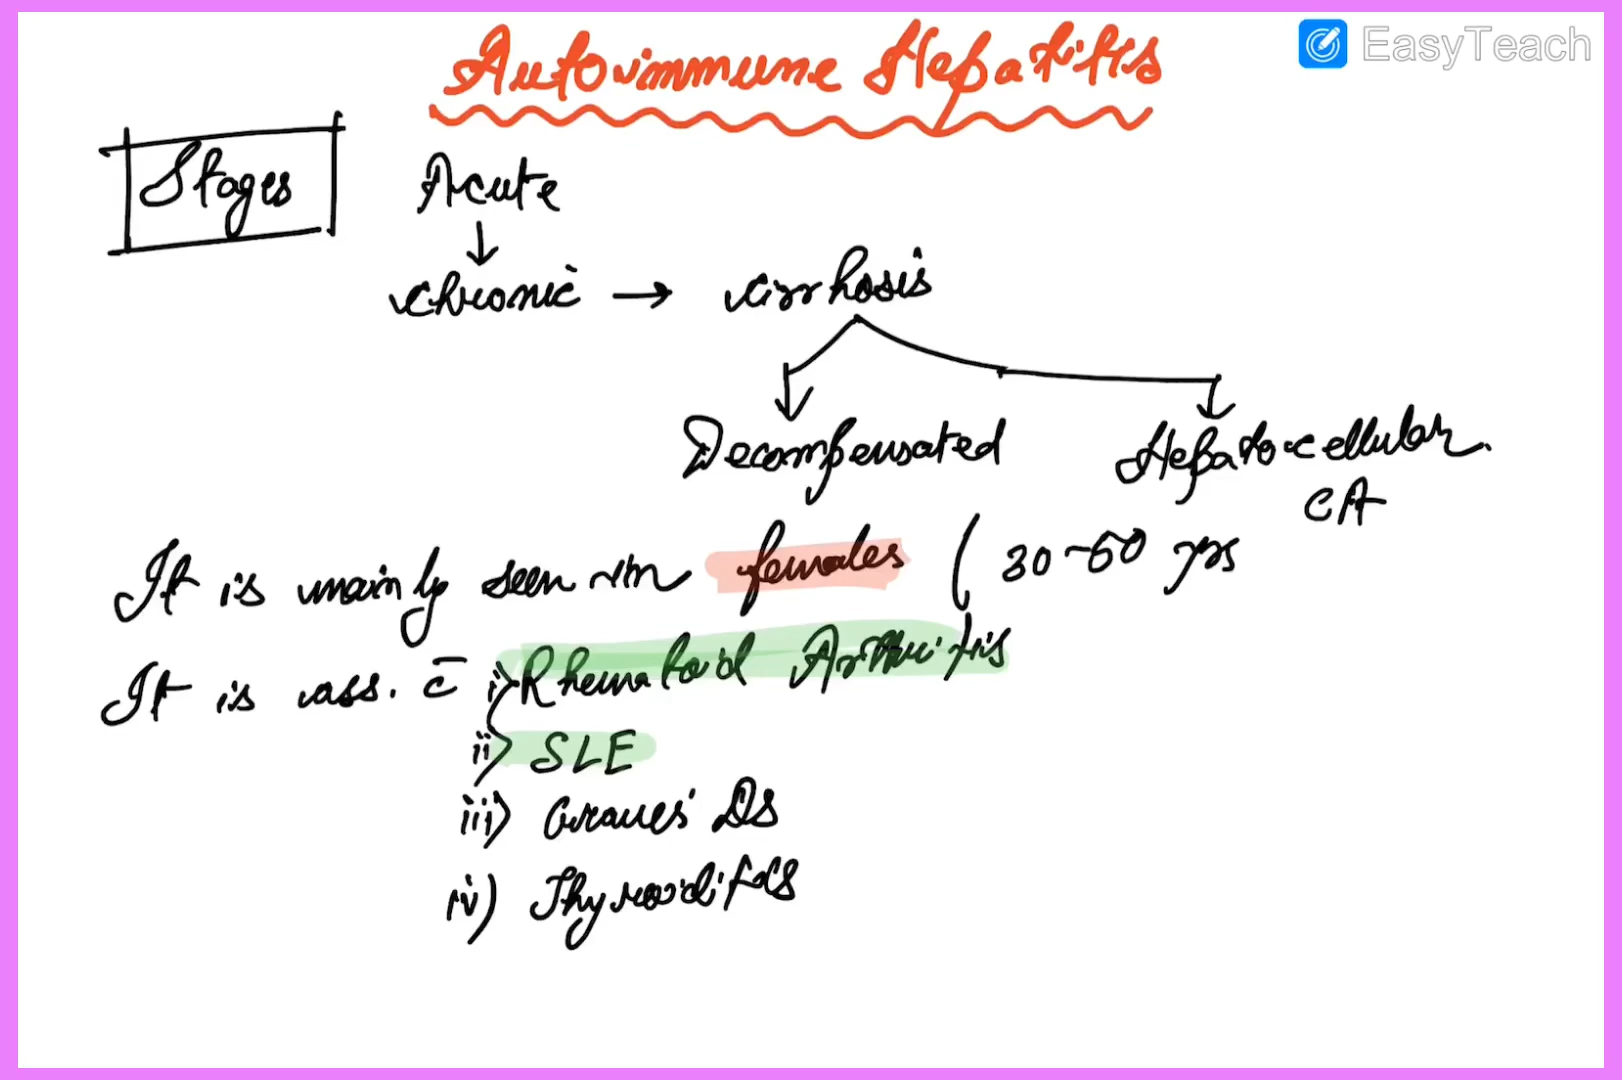 Autoimmune Hepatitis
EasyTeach
Stages
Acute
↓
Chronic → Cirrhosis
Decompensated
Hepatocellular
CA
It is mainly seen in females ( 30-50 yrs
It is ass. c̄ i) Rheumatoid Arthritis
ii) SLE
iii) Graves' Ds
iv) Thyroiditis